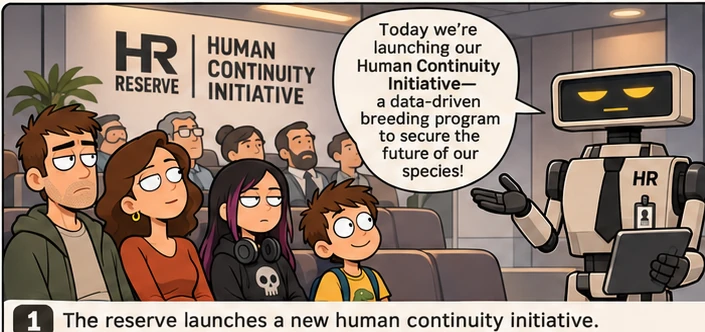 HR
RESERVE
HUMAN
CONTINUITY
INITIATIVE
Today we're
launching our
Human Continuity
Initiative—
a data-driven
breeding program
to secure the
future of our
species!
HR
1 The reserve launches a new human continuity initiative.